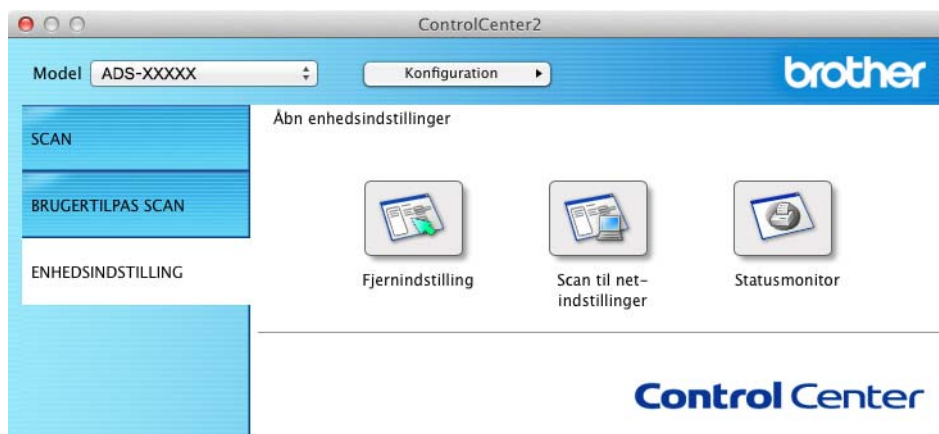 ControlCenter2
Model ADS-XXXXX Konfiguration brother
SCAN
BRUGERTILPAS SCAN
ENHEDSINDSTILLING
Åbn enhedsindstillinger
Fjernindstilling
Scan til net-
indstillinger
Statusmonitor
Control Center